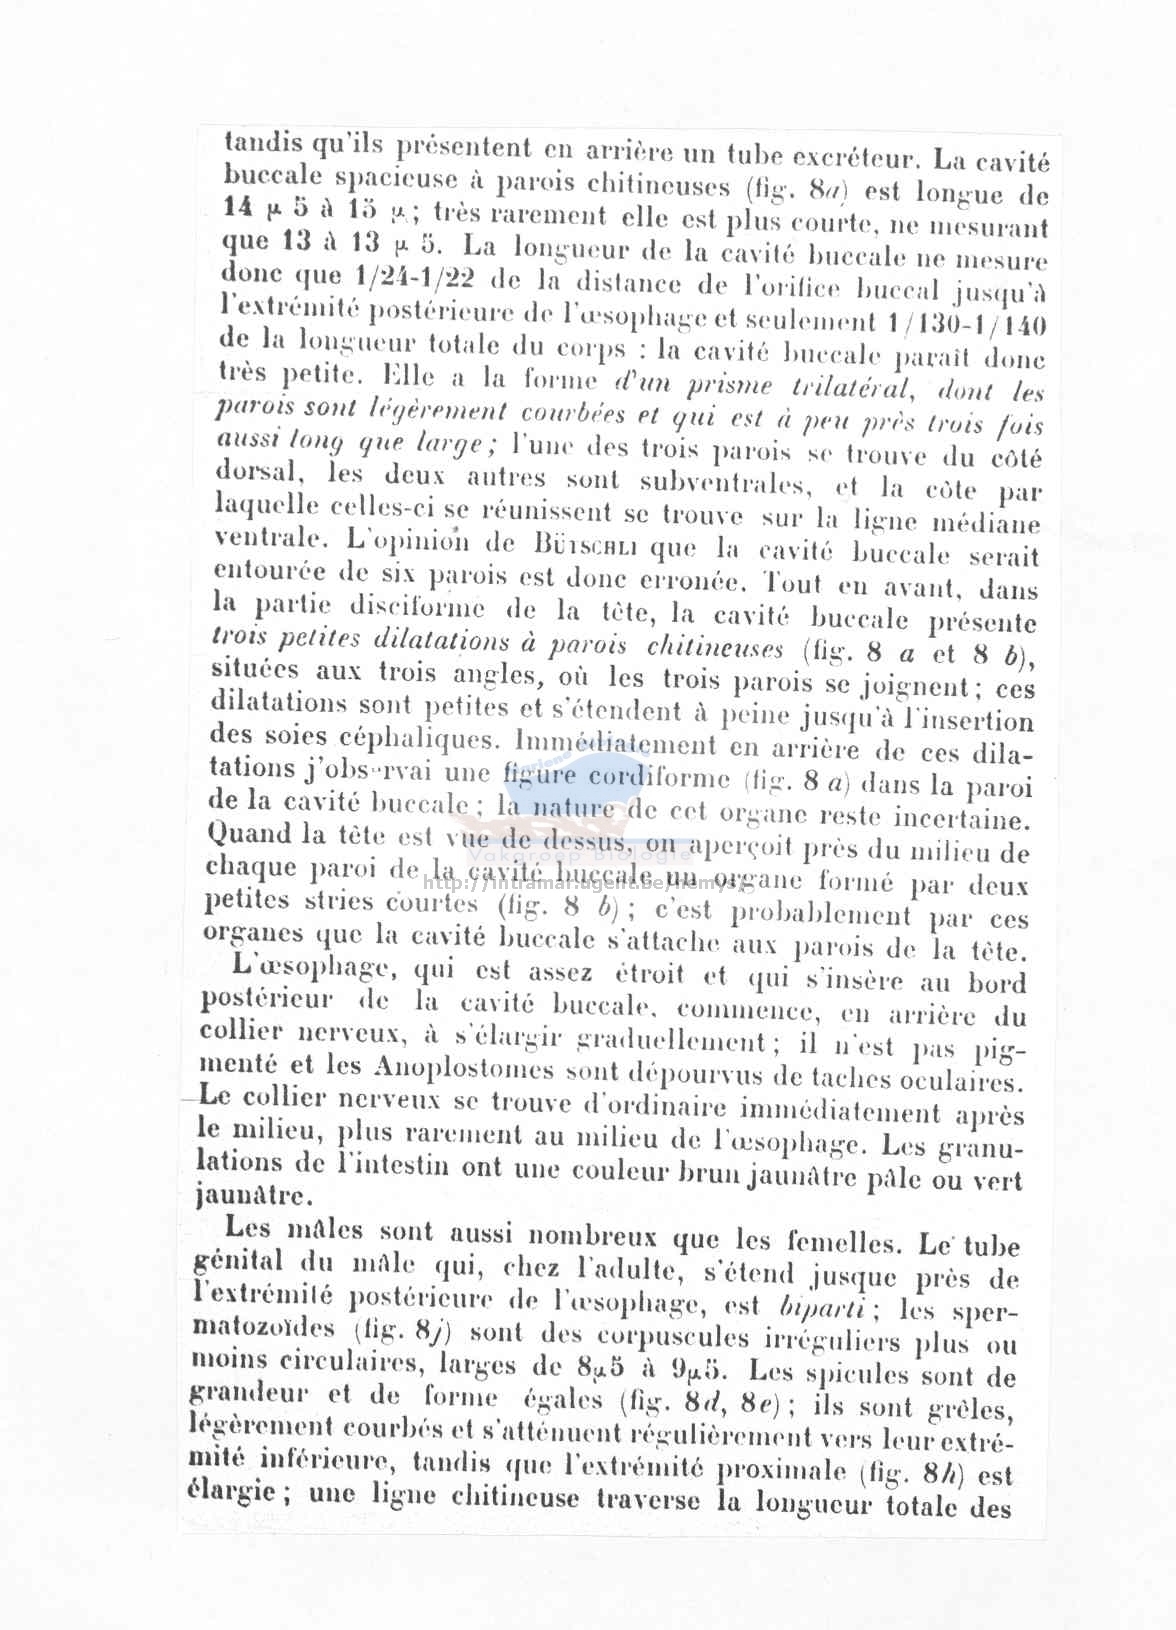 tandis qu'ils présentent en arrière un tube excréteur. La cavité
buccale spacieuse à parois chitineuses (fig. 8a) est longue de
14 µ 5 à 15 µ; très rarement elle est plus courte, ne mesurant
que 13 à 13 µ 5. La longueur de la cavité buccale ne mesure
donc que 1/24-1/22 de la distance de l'orifice buccal jusqu'à
l'extrémité postérieure de l'œsophage et seulement 1/130-1/140
de la longueur totale du corps : la cavité buccale paraît donc
très petite. Elle a la forme d'un prisme trilatéral, dont les
parois sont légèrement courbées et qui est à peu près trois fois
aussi long que large; l'une des trois parois se trouve du côté
dorsal, les deux autres sont subventrales, et la côte par
laquelle celles-ci se réunissent se trouve sur la ligne médiane
ventrale. L'opinion de BÜTSCHLI que la cavité buccale serait
entourée de six parois est donc erronée. Tout en avant, dans
la partie disciforme de la tête, la cavité buccale présente
trois petites dilatations à parois chitineuses (fig. 8 a et 8 b),
situées aux trois angles, où les trois parois se joignent; ces
dilatations sont petites et s'étendent à peine jusqu'à l'insertion
des soies céphaliques. Immédiatement en arrière de ces dila-
tations j'observai une figure cordiforme (fig. 8 a) dans la paroi
de la cavité buccale; la nature de cet organe reste incertaine.
Quand la tête est vue de dessus, on aperçoit près du milieu de
Vakgroep Biologie
chaque paroi de la cavité buccale un organe formé par deux
http://intramar.ugent.be/nemys/
petites stries courtes (fig. 8 b); c'est probablement par ces
organes que la cavité buccale s'attache aux parois de la tête.
L'œsophage, qui est assez étroit et qui s'insère au bord
postérieur de la cavité buccale, commence, en arrière du
collier nerveux, à s'élargir graduellement; il n'est pas pig-
menté et les Anoplostomes sont dépourvus de taches oculaires.
Le collier nerveux se trouve d'ordinaire immédiatement après
le milieu, plus rarement au milieu de l'œsophage. Les granu-
lations de l'intestin ont une couleur brun jaunâtre pâle ou vert
jaunâtre.
Les mâles sont aussi nombreux que les femelles. Le tube
génital du mâle qui, chez l'adulte, s'étend jusque près de
l'extrémité postérieure de l'œsophage, est biparti; les sper-
matozoïdes (fig. 8j) sont des corpuscules irréguliers plus ou
moins circulaires, larges de 8µ5 à 9µ5. Les spicules sont de
grandeur et de forme égales (fig. 8d, 8e); ils sont grêles,
légèrement courbés et s'atténuent régulièrement vers leur extré-
mité inférieure, tandis que l'extrémité proximale (fig. 8h) est
élargie; une ligne chitineuse traverse la longueur totale des